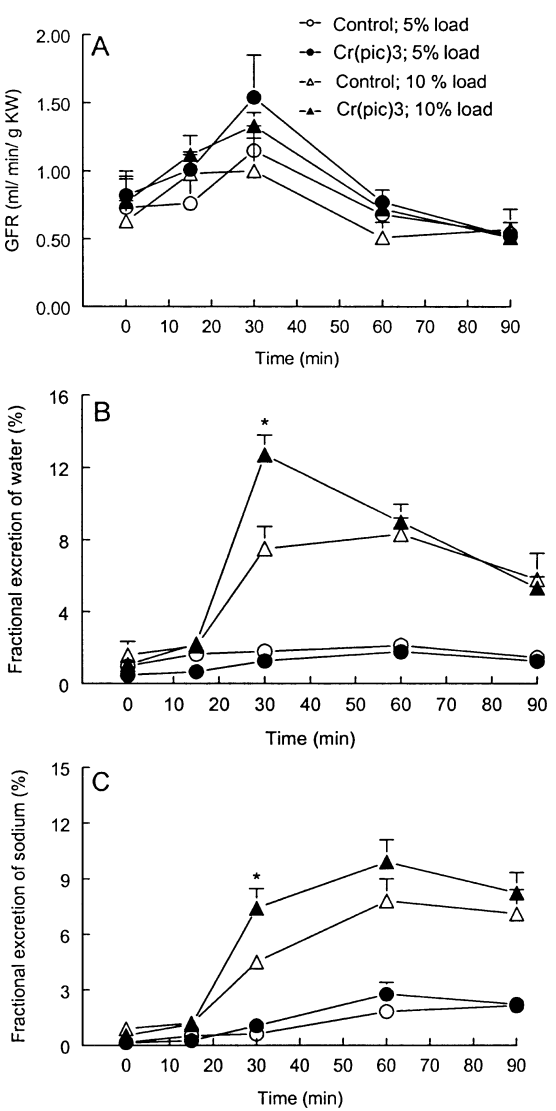 Control; 5% load
Cr(pic)3; 5% load
Control; 10 % load
Cr(pic)3; 10% load
A
GFR (ml/ min/ g KW)
2.00
1.50
1.00
0.50
0.00
0 10 20 30 40 50 60 70 80 90
Time (min)
B
Fractional excretion of water (%)
16
12
8
4
0
*
0 10 20 30 40 50 60 70 80 90
Time (min)
C
Fractional excretion of sodium (%)
15
12
9
6
3
0
*
0 10 20 30 40 50 60 70 80 90
Time (min)